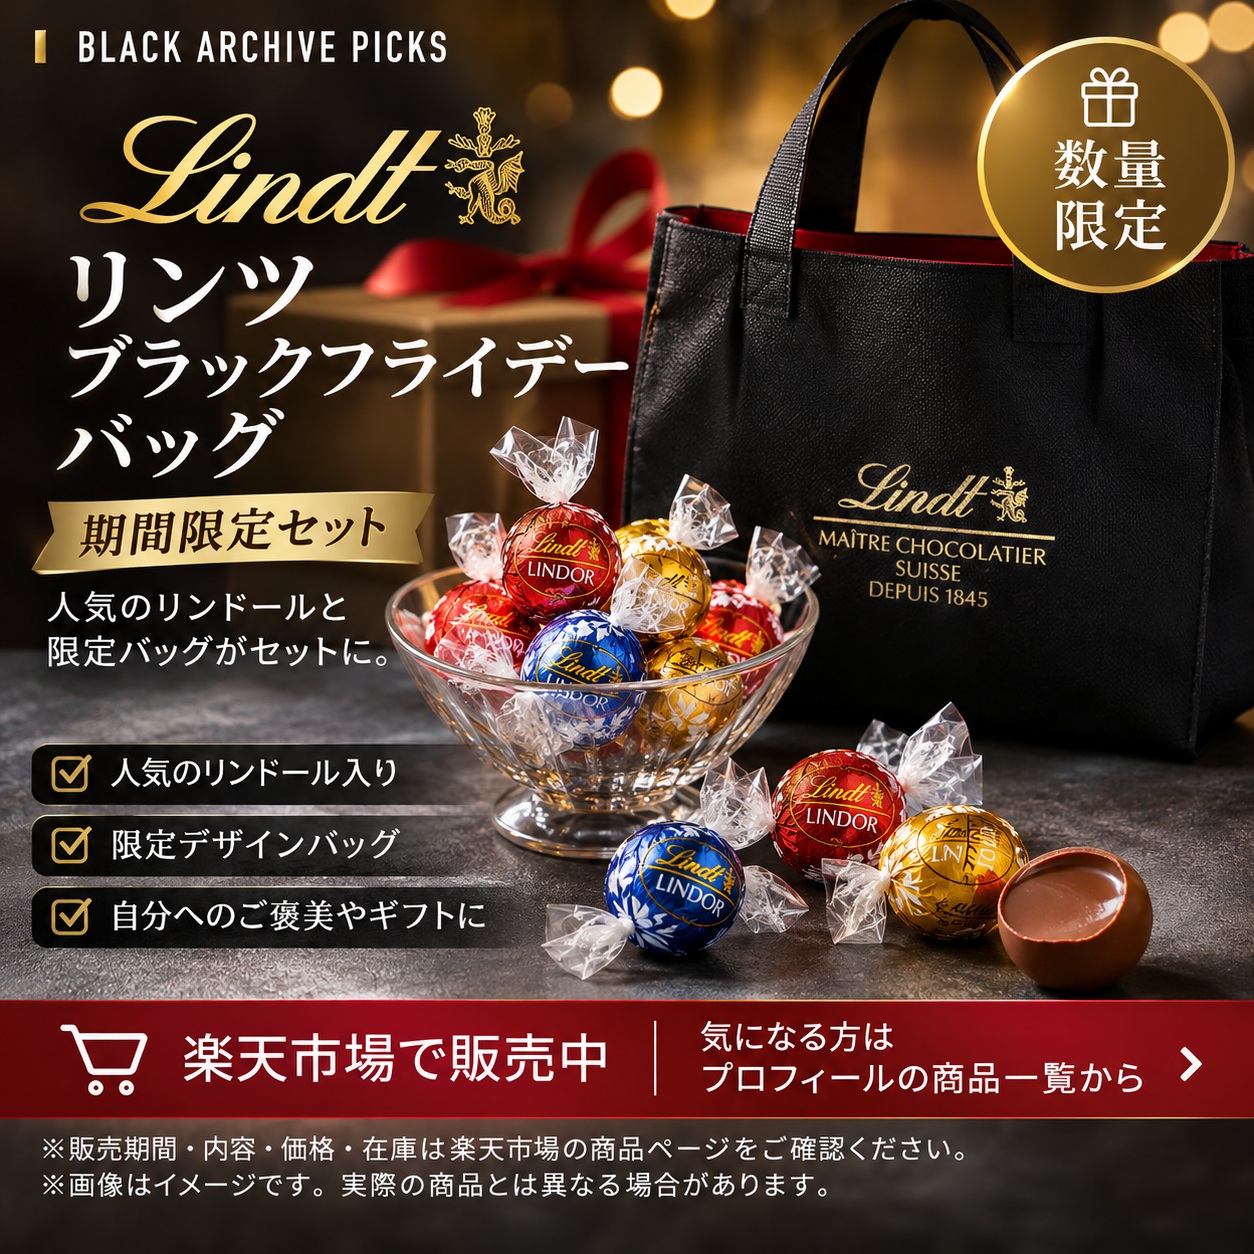 BLACK ARCHIVE PICKS
Lindt
リンツ
ブラックフライデー
バッグ
期間限定セット
人気のリンドールと
限定バッグがセットに。
数量
限定
Lindt
MAÎTRE CHOCOLATIER
SUISSE
DEPUIS 1845
Lindt
LINDOR
Lindt
LINDOR
Lindt
Lindt
人気のリンドール入り
限定デザインバッグ
自分へのご褒美やギフトに
Lindt
LINDOR
Lindt
LINDOR
楽天市場で販売中
気になる方は
プロフィールの商品一覧から
※販売期間・内容・価格・在庫は楽天市場の商品ページをご確認ください。
※画像はイメージです。実際の商品とは異なる場合があります。